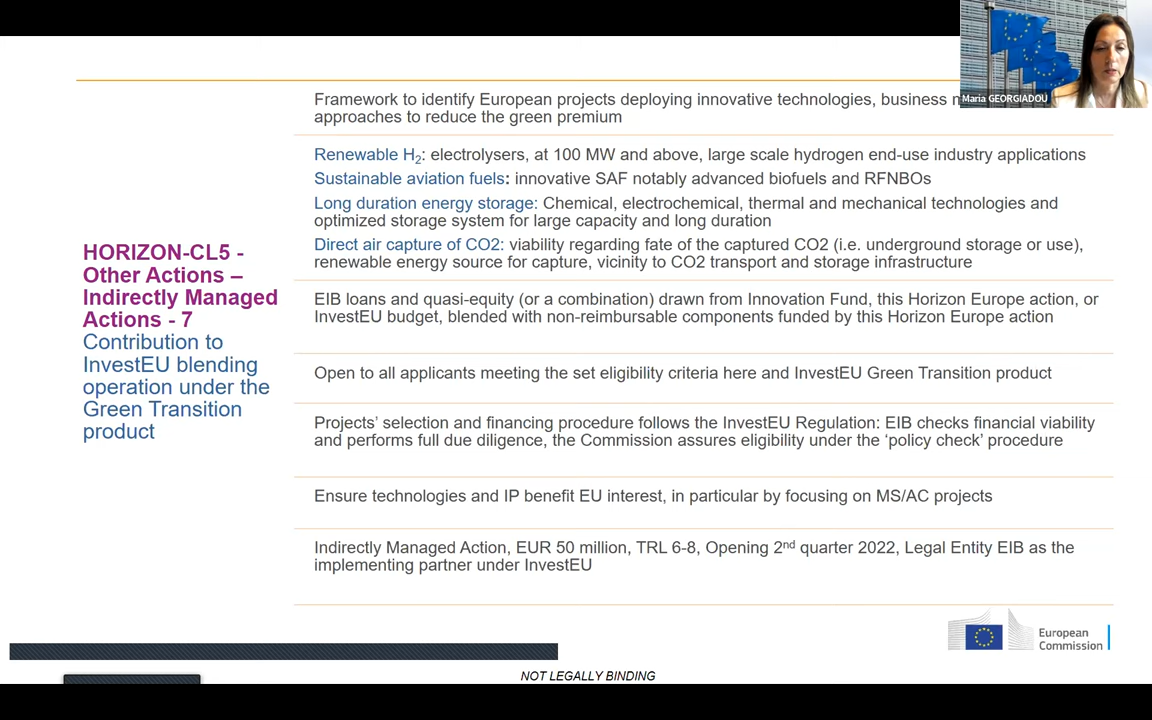 Maria GEORGIADOU
Framework to identify European projects deploying innovative technologies, business
approaches to reduce the green premium
Renewable H₂: electrolysers, at 100 MW and above, large scale hydrogen end-use industry applications
Sustainable aviation fuels: innovative SAF notably advanced biofuels and RFNBOs
Long duration energy storage: Chemical, electrochemical, thermal and mechanical technologies and
optimized storage system for large capacity and long duration
Direct air capture of CO2: viability regarding fate of the captured CO2 (i.e. underground storage or use),
renewable energy source for capture, vicinity to CO2 transport and storage infrastructure
HORIZON-CL5 -
Other Actions –
Indirectly Managed
Actions - 7
Contribution to
InvestEU blending
operation under the
Green Transition
product
EIB loans and quasi-equity (or a combination) drawn from Innovation Fund, this Horizon Europe action, or
InvestEU budget, blended with non-reimbursable components funded by this Horizon Europe action
Open to all applicants meeting the set eligibility criteria here and InvestEU Green Transition product
Projects’ selection and financing procedure follows the InvestEU Regulation: EIB checks financial viability
and performs full due diligence, the Commission assures eligibility under the ‘policy check’ procedure
Ensure technologies and IP benefit EU interest, in particular by focusing on MS/AC projects
Indirectly Managed Action, EUR 50 million, TRL 6-8, Opening 2nd quarter 2022, Legal Entity EIB as the
implementing partner under InvestEU
European
Commission
NOT LEGALLY BINDING